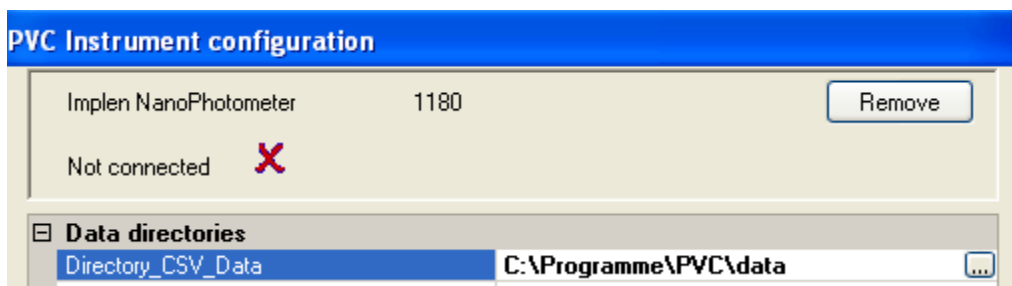 PVC Instrument configuration
Implen NanoPhotometer 1180 Remove
Not connected
Data directories
Directory_CSV_Data C:\Programme\PVC\data ...